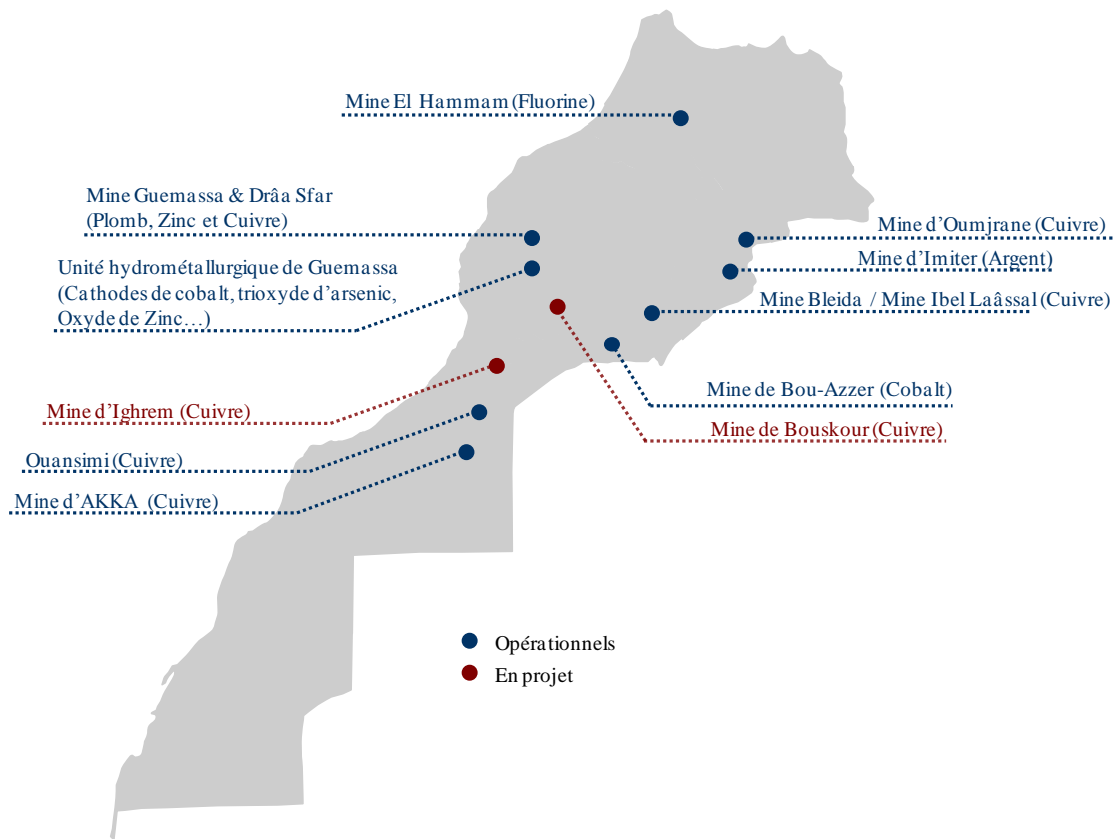 Mine El Hammam (Fluorine)
Mine Guemassa & Drâa Sfar
(Plomb, Zinc et Cuivre)
Unité hydrométallurgique de Guemassa
(Cathodes de cobalt, trioxyde d'arsenic,
Oxyde de Zinc…)
Mine d'Ighrem (Cuivre)
Ouansimi (Cuivre)
Mine d'AKKA (Cuivre)
Mine d'Oumjrane (Cuivre)
Mine d'Imiter (Argent)
Mine Bleida / Mine Ibel Laâssal (Cuivre)
Mine de Bou-Azzer (Cobalt)
Mine de Bouskour (Cuivre)
Opérationnels
En projet